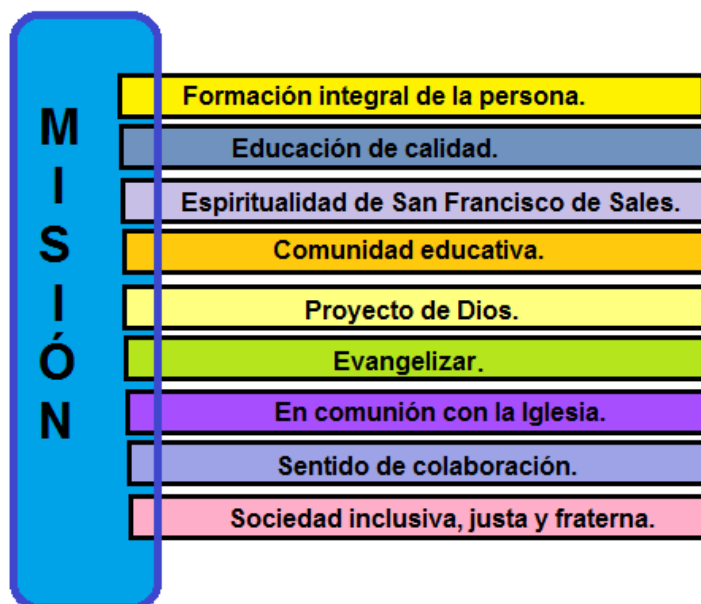 MISIÓN
Formación integral de la persona.
Educación de calidad.
Espiritualidad de San Francisco de Sales.
Comunidad educativa.
Proyecto de Dios.
Evangelizar.
En comunión con la Iglesia.
Sentido de colaboración.
Sociedad inclusiva, justa y fraterna.